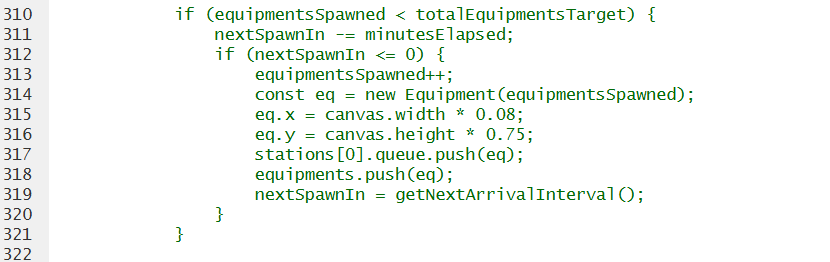 310 if (equipmentsSpawned < totalEquipmentsTarget) {
311 nextSpawnIn -= minutesElapsed;
312 if (nextSpawnIn <= 0) {
313 equipmentsSpawned++;
314 const eq = new Equipment(equipmentsSpawned);
315 eq.x = canvas.width * 0.08;
316 eq.y = canvas.height * 0.75;
317 stations[0].queue.push(eq);
318 equipments.push(eq);
319 nextSpawnIn = getNextArrivalInterval();
320 }
321 }
322